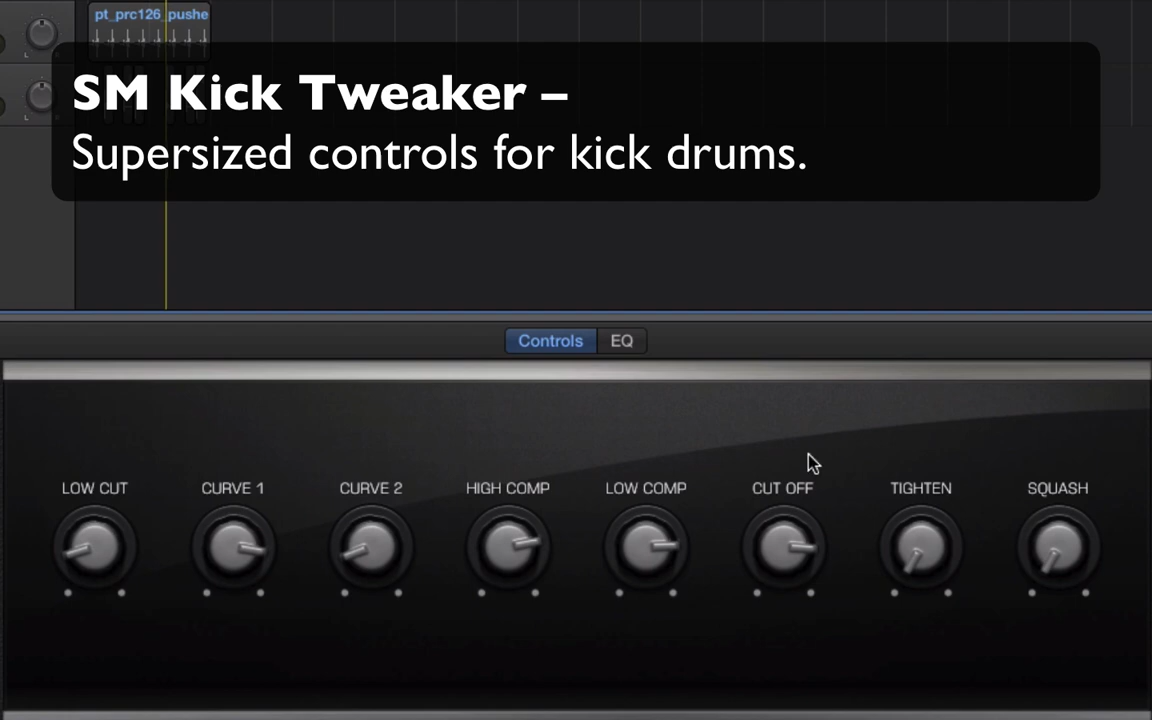 pt_prc126_pushe
SM Kick Tweaker –
Supersized controls for kick drums.
Controls EQ
LOW CUT CURVE 1 CURVE 2 HIGH COMP LOW COMP CUT OFF TIGHTEN SQUASH